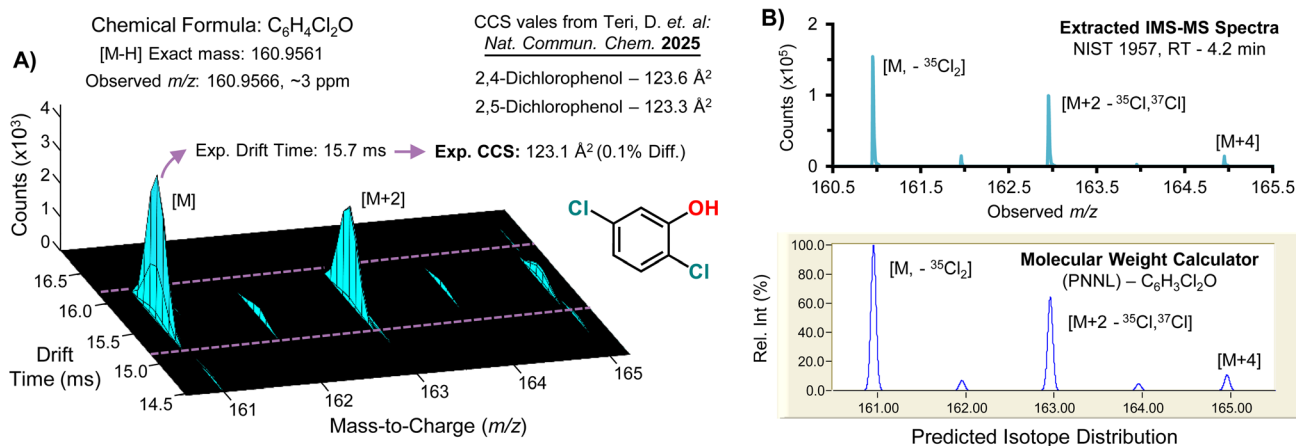 Chemical Formula: C₆H₄Cl₂O
[M-H] Exact mass: 160.9561
Observed m/z: 160.9566, ~3 ppm
CCS vales from Teri, D. et. al:
Nat. Commun. Chem. 2025
2,4-Dichlorophenol – 123.6 Å²
2,5-Dichlorophenol – 123.3 Å²
A)
Exp. Drift Time: 15.7 ms
Exp. CCS: 123.1 Å² (0.1% Diff.)
Counts (x10³)
4
3
2
1
0
[M]
[M+2]
Cl
OH
Cl
16.5
16.0
15.5
15.0
14.5
Drift
Time (ms)
161
162
163
164
165
Mass-to-Charge (m/z)
B)
Extracted IMS-MS Spectra
NIST 1957, RT - 4.2 min
Counts (x10⁵)
2
1
0
[M, - ³⁵Cl₂]
[M+2 - ³⁵Cl,³⁷Cl]
[M+4]
160.5
161.5
162.5
163.5
164.5
165.5
Observed m/z
Molecular Weight Calculator
(PNNL) – C₆H₃Cl₂O
Rel. Int (%)
100.0
80.0
60.0
40.0
20.0
0.0
[M, - ³⁵Cl₂]
[M+2 - ³⁵Cl,³⁷Cl]
[M+4]
161.00
162.00
163.00
164.00
165.00
Predicted Isotope Distribution